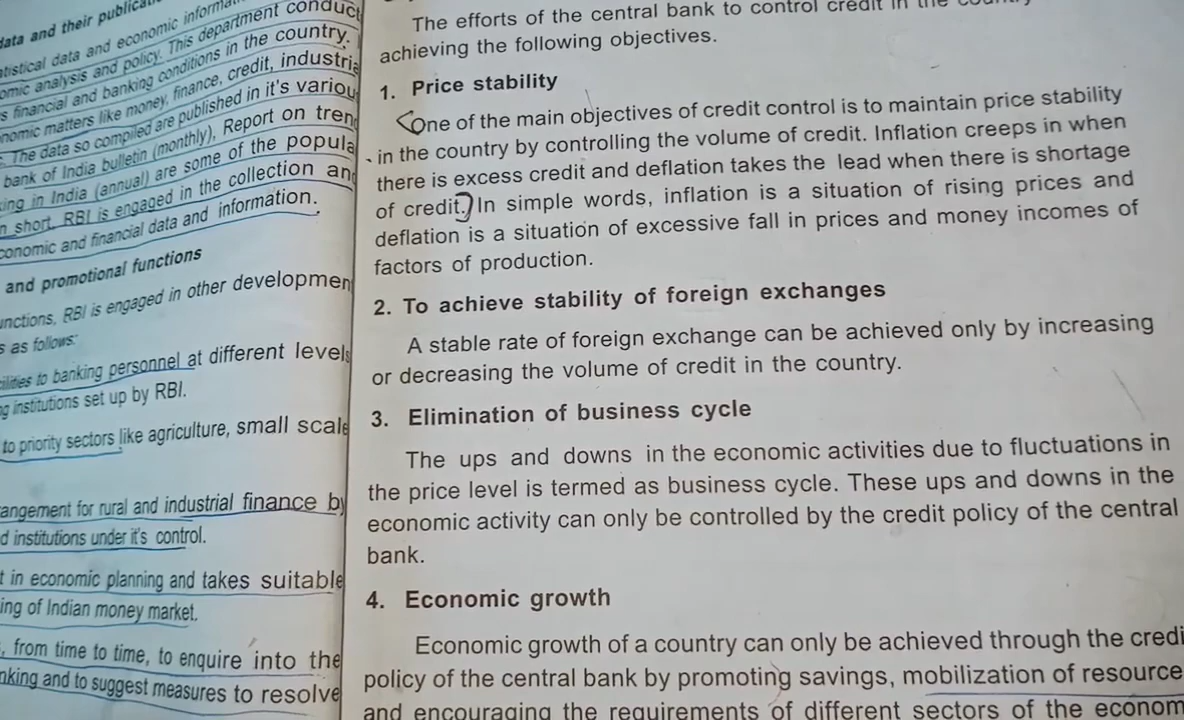 data and their
statistical data and economic
omic analysis and policy. This department conduct
s financial and banking conditions in the country.
nomic matters like money, finance, credit, industria
The data so compiled are published in it's variou
bank of India bulletin (monthly), Report on tren
ing in India (annual) are some of the popula
n short, RBI is engaged in the collection and
conomic and financial data and information.
and promotional functions
unctions, RBI is engaged in other developmen
s as follows:
cilities to banking personnel at different levels
g institutions set up by RBI.
to priority sectors like agriculture, small scale
angement for rural and industrial finance by
d institutions under it's control.
t in economic planning and takes suitable
ing of Indian money market.
, from time to time, to enquire into the
nking and to suggest measures to resolve
The efforts of the central bank to control credit in the
achieving the following objectives.
1. Price stability
One of the main objectives of credit control is to maintain price stability
in the country by controlling the volume of credit. Inflation creeps in when
there is excess credit and deflation takes the lead when there is shortage
of credit. In simple words, inflation is a situation of rising prices and
deflation is a situation of excessive fall in prices and money incomes of
factors of production.
2. To achieve stability of foreign exchanges
A stable rate of foreign exchange can be achieved only by increasing
or decreasing the volume of credit in the country.
3. Elimination of business cycle
The ups and downs in the economic activities due to fluctuations in
the price level is termed as business cycle. These ups and downs in the
economic activity can only be controlled by the credit policy of the central
bank.
4. Economic growth
Economic growth of a country can only be achieved through the credi
policy of the central bank by promoting savings, mobilization of resource
and encouraging the requirements of different sectors of the econom